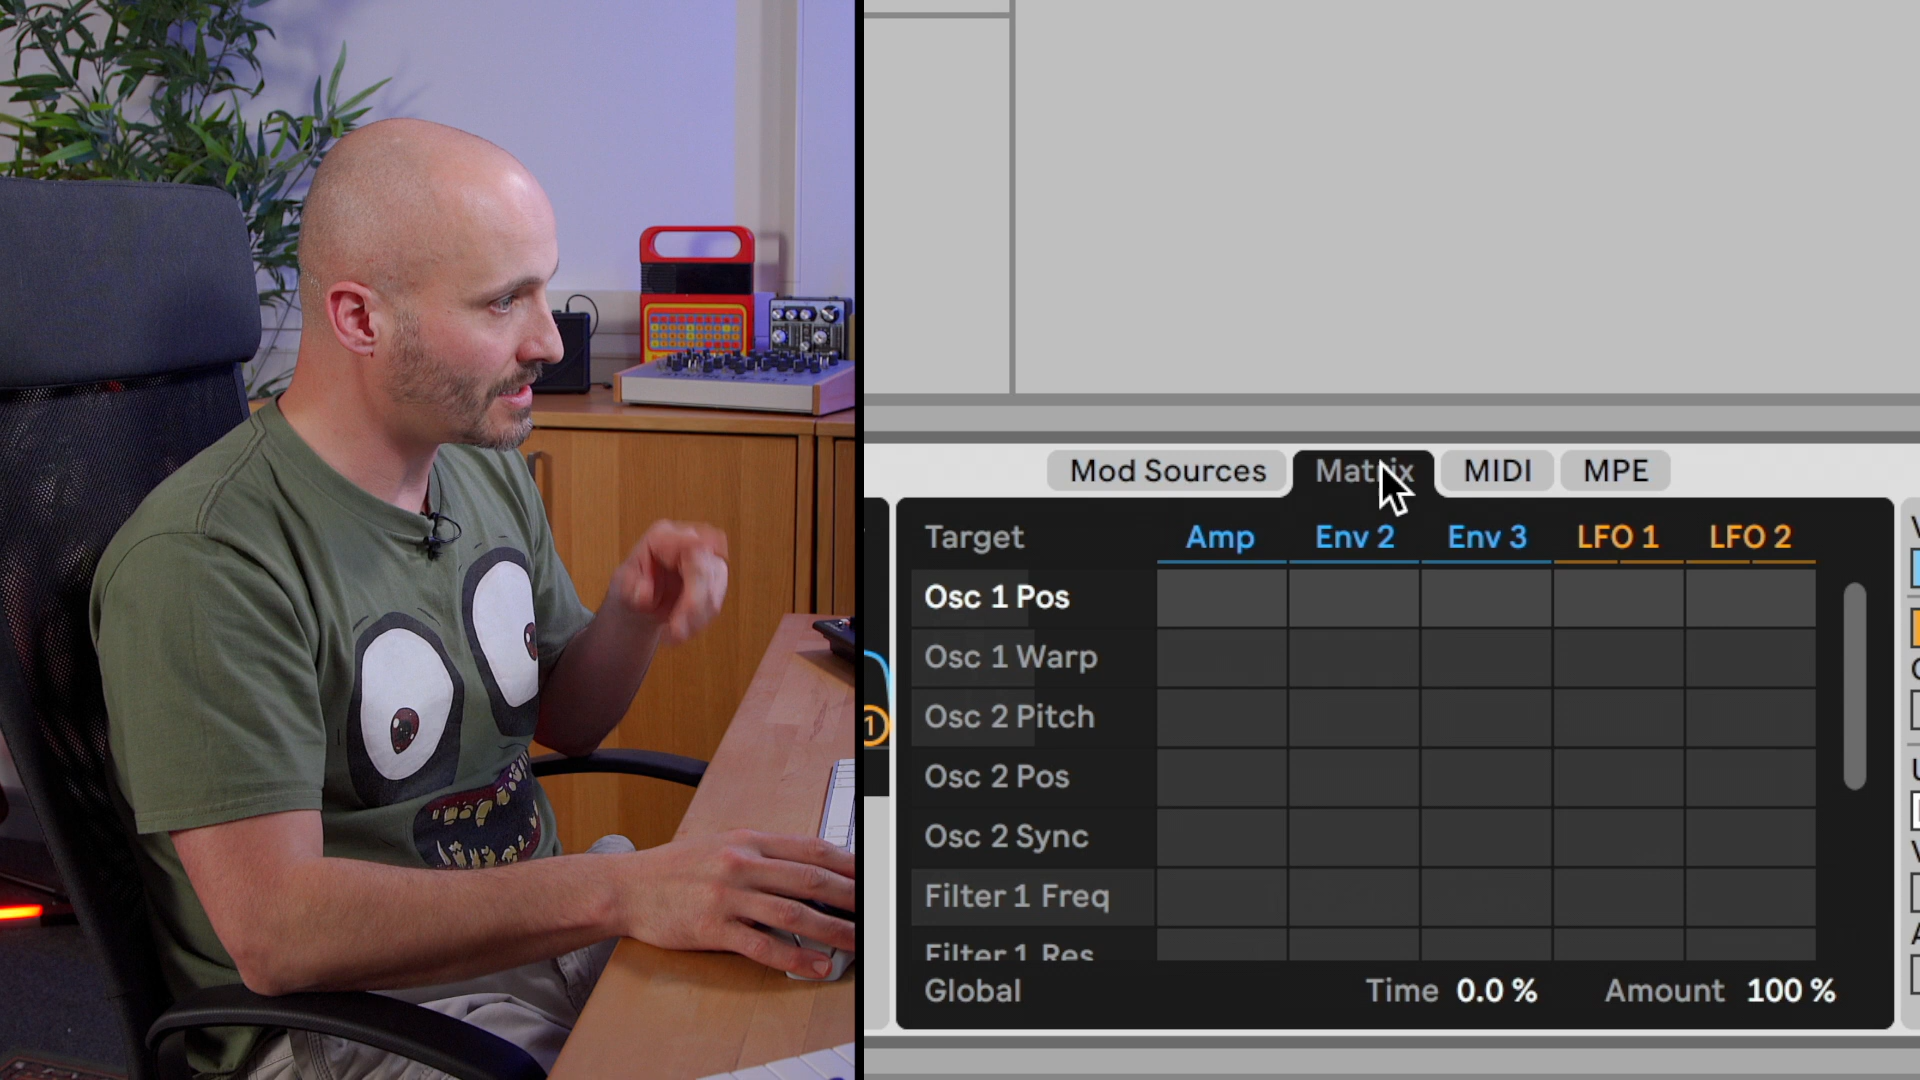 Mod Sources Matrix MIDI MPE
Target Amp Env 2 Env 3 LFO 1 LFO 2
Osc 1 Pos
Osc 1 Warp
Osc 2 Pitch
Osc 2 Pos
Osc 2 Sync
1
Filter 1 Freq
Filter 1 Res
Global Time 0.0 % Amount 100 %